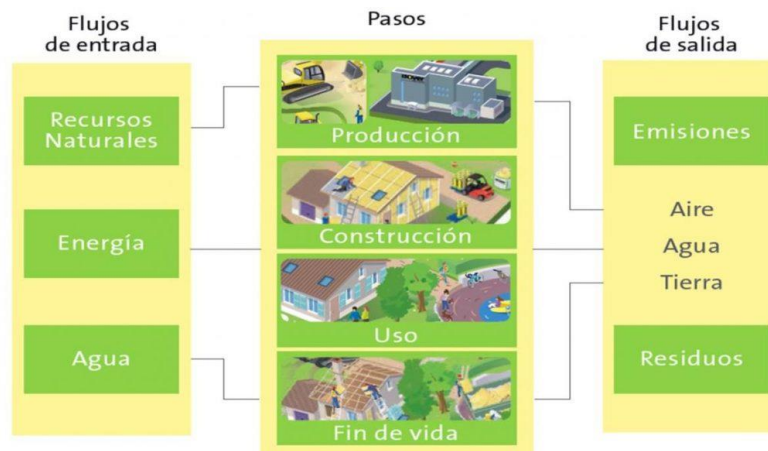 Flujos
de entrada
Recursos
Naturales
Energía
Agua
Pasos
Producción
Construcción
Uso
Fin de vida
Flujos
de salida
Emisiones
Aire
Agua
Tierra
Residuos